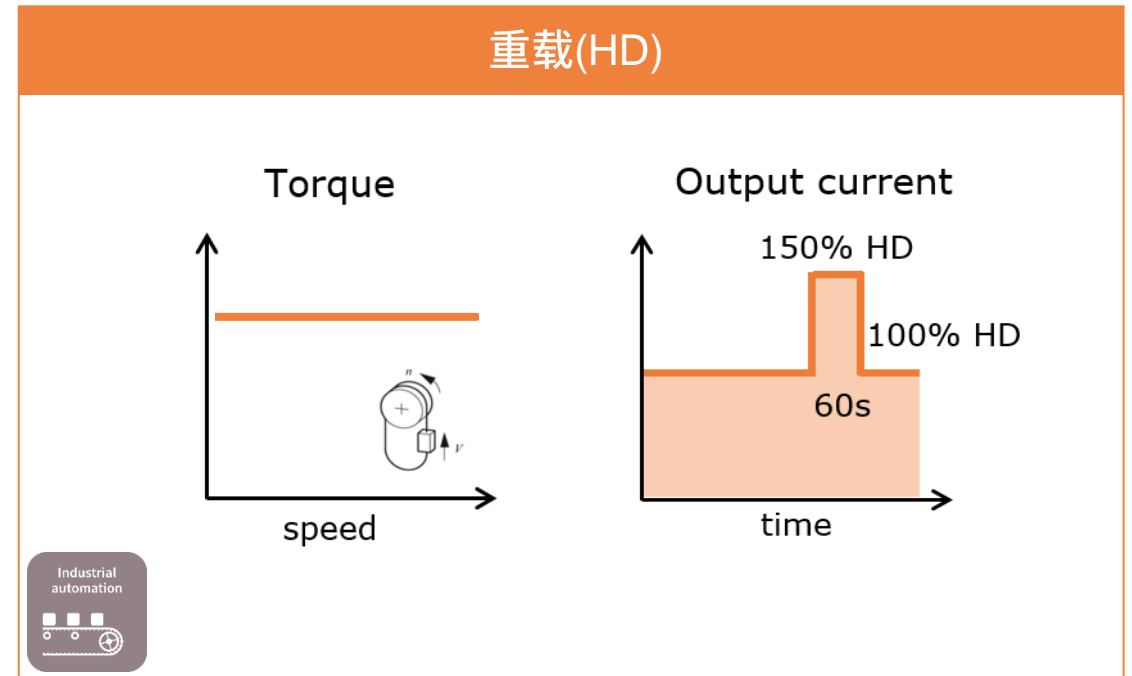 重载(HD)
Torque
n
V
speed
Output current
150% HD
100% HD
60s
time
Industrial
automation